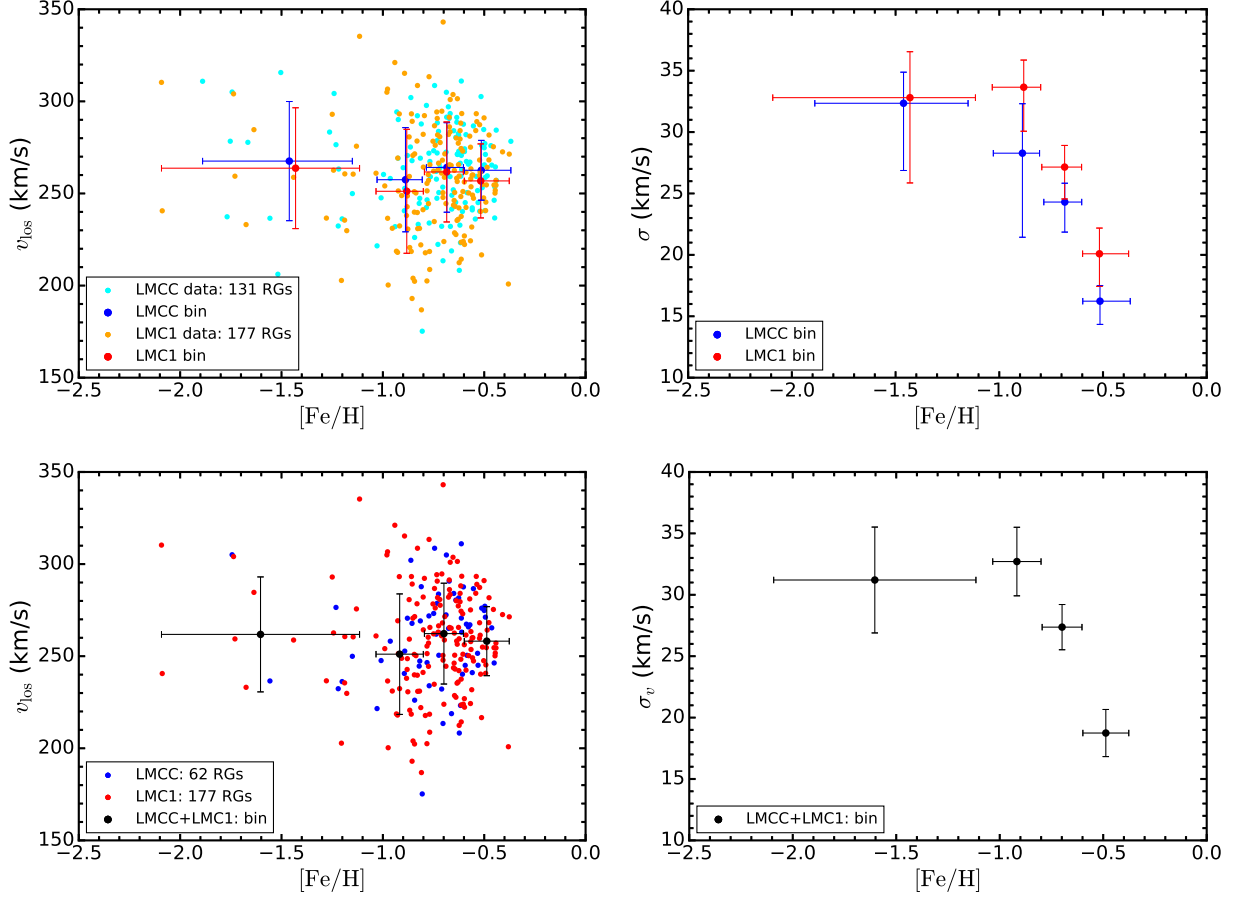 350
300
250
200
150
v_los (km/s)
−2.5 −2.0 −1.5 −1.0 −0.5 0.0
[Fe/H]
LMCC data: 131 RGs
LMCC bin
LMC1 data: 177 RGs
LMC1 bin
40
35
30
25
20
15
10
σ (km/s)
−2.5 −2.0 −1.5 −1.0 −0.5 0.0
[Fe/H]
LMCC bin
LMC1 bin
350
300
250
200
150
v_los (km/s)
−2.5 −2.0 −1.5 −1.0 −0.5 0.0
[Fe/H]
LMCC: 62 RGs
LMC1: 177 RGs
LMCC+LMC1: bin
40
35
30
25
20
15
10
σ_v (km/s)
−2.5 −2.0 −1.5 −1.0 −0.5 0.0
[Fe/H]
LMCC+LMC1: bin